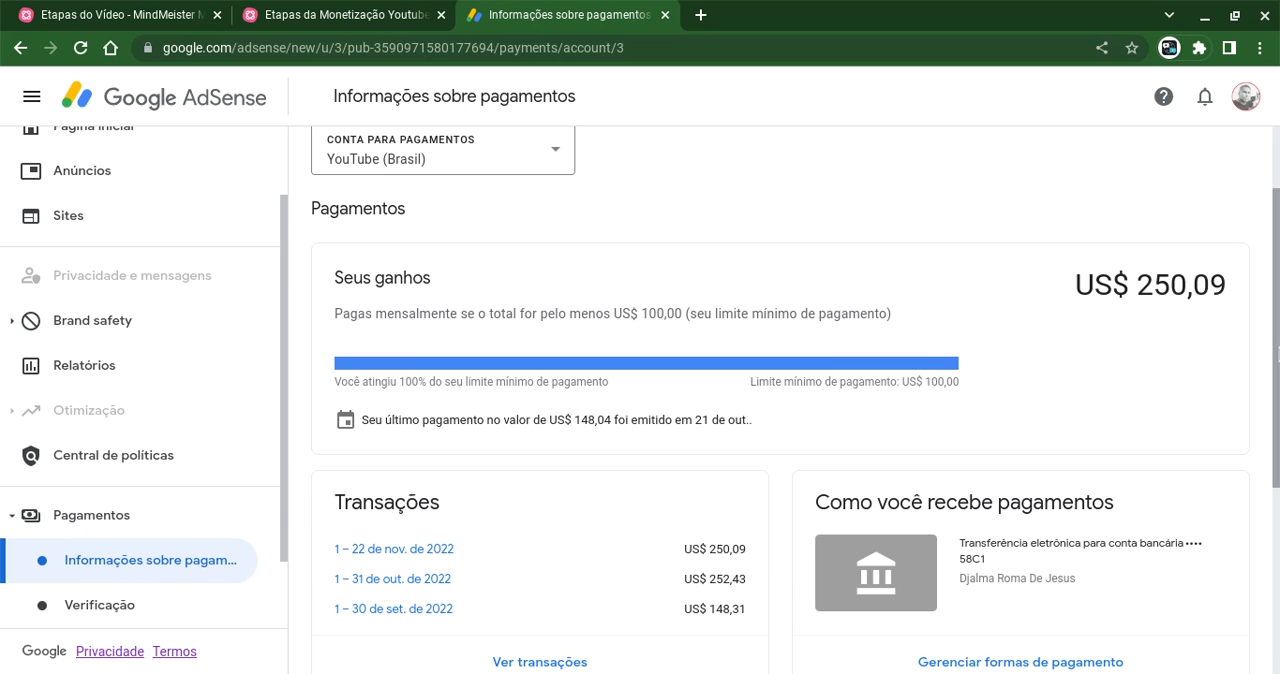 Etapas do Vídeo - MindMeister M
Etapas da Monetização Youtube
Informações sobre pagamentos
google.com/adsense/new/u/3/pub-3590971580177694/payments/account/3
Google AdSense
Informações sobre pagamentos
Página inicial
Anúncios
Sites
Privacidade e mensagens
Brand safety
Relatórios
Otimização
Central de políticas
Pagamentos
Informações sobre pagam...
Verificação
Google Privacidade Termos
CONTA PARA PAGAMENTOS
YouTube (Brasil)
Pagamentos
Seus ganhos
US$ 250,09
Pagas mensalmente se o total for pelo menos US$ 100,00 (seu limite mínimo de pagamento)
Você atingiu 100% do seu limite mínimo de pagamento
Limite mínimo de pagamento: US$ 100,00
Seu último pagamento no valor de US$ 148,04 foi emitido em 21 de out..
Transações
1 – 22 de nov. de 2022 US$ 250,09
1 – 31 de out. de 2022 US$ 252,43
1 – 30 de set. de 2022 US$ 148,31
Ver transações
Como você recebe pagamentos
Transferência eletrônica para conta bancária ••••
58C1
Djalma Roma De Jesus
Gerenciar formas de pagamento